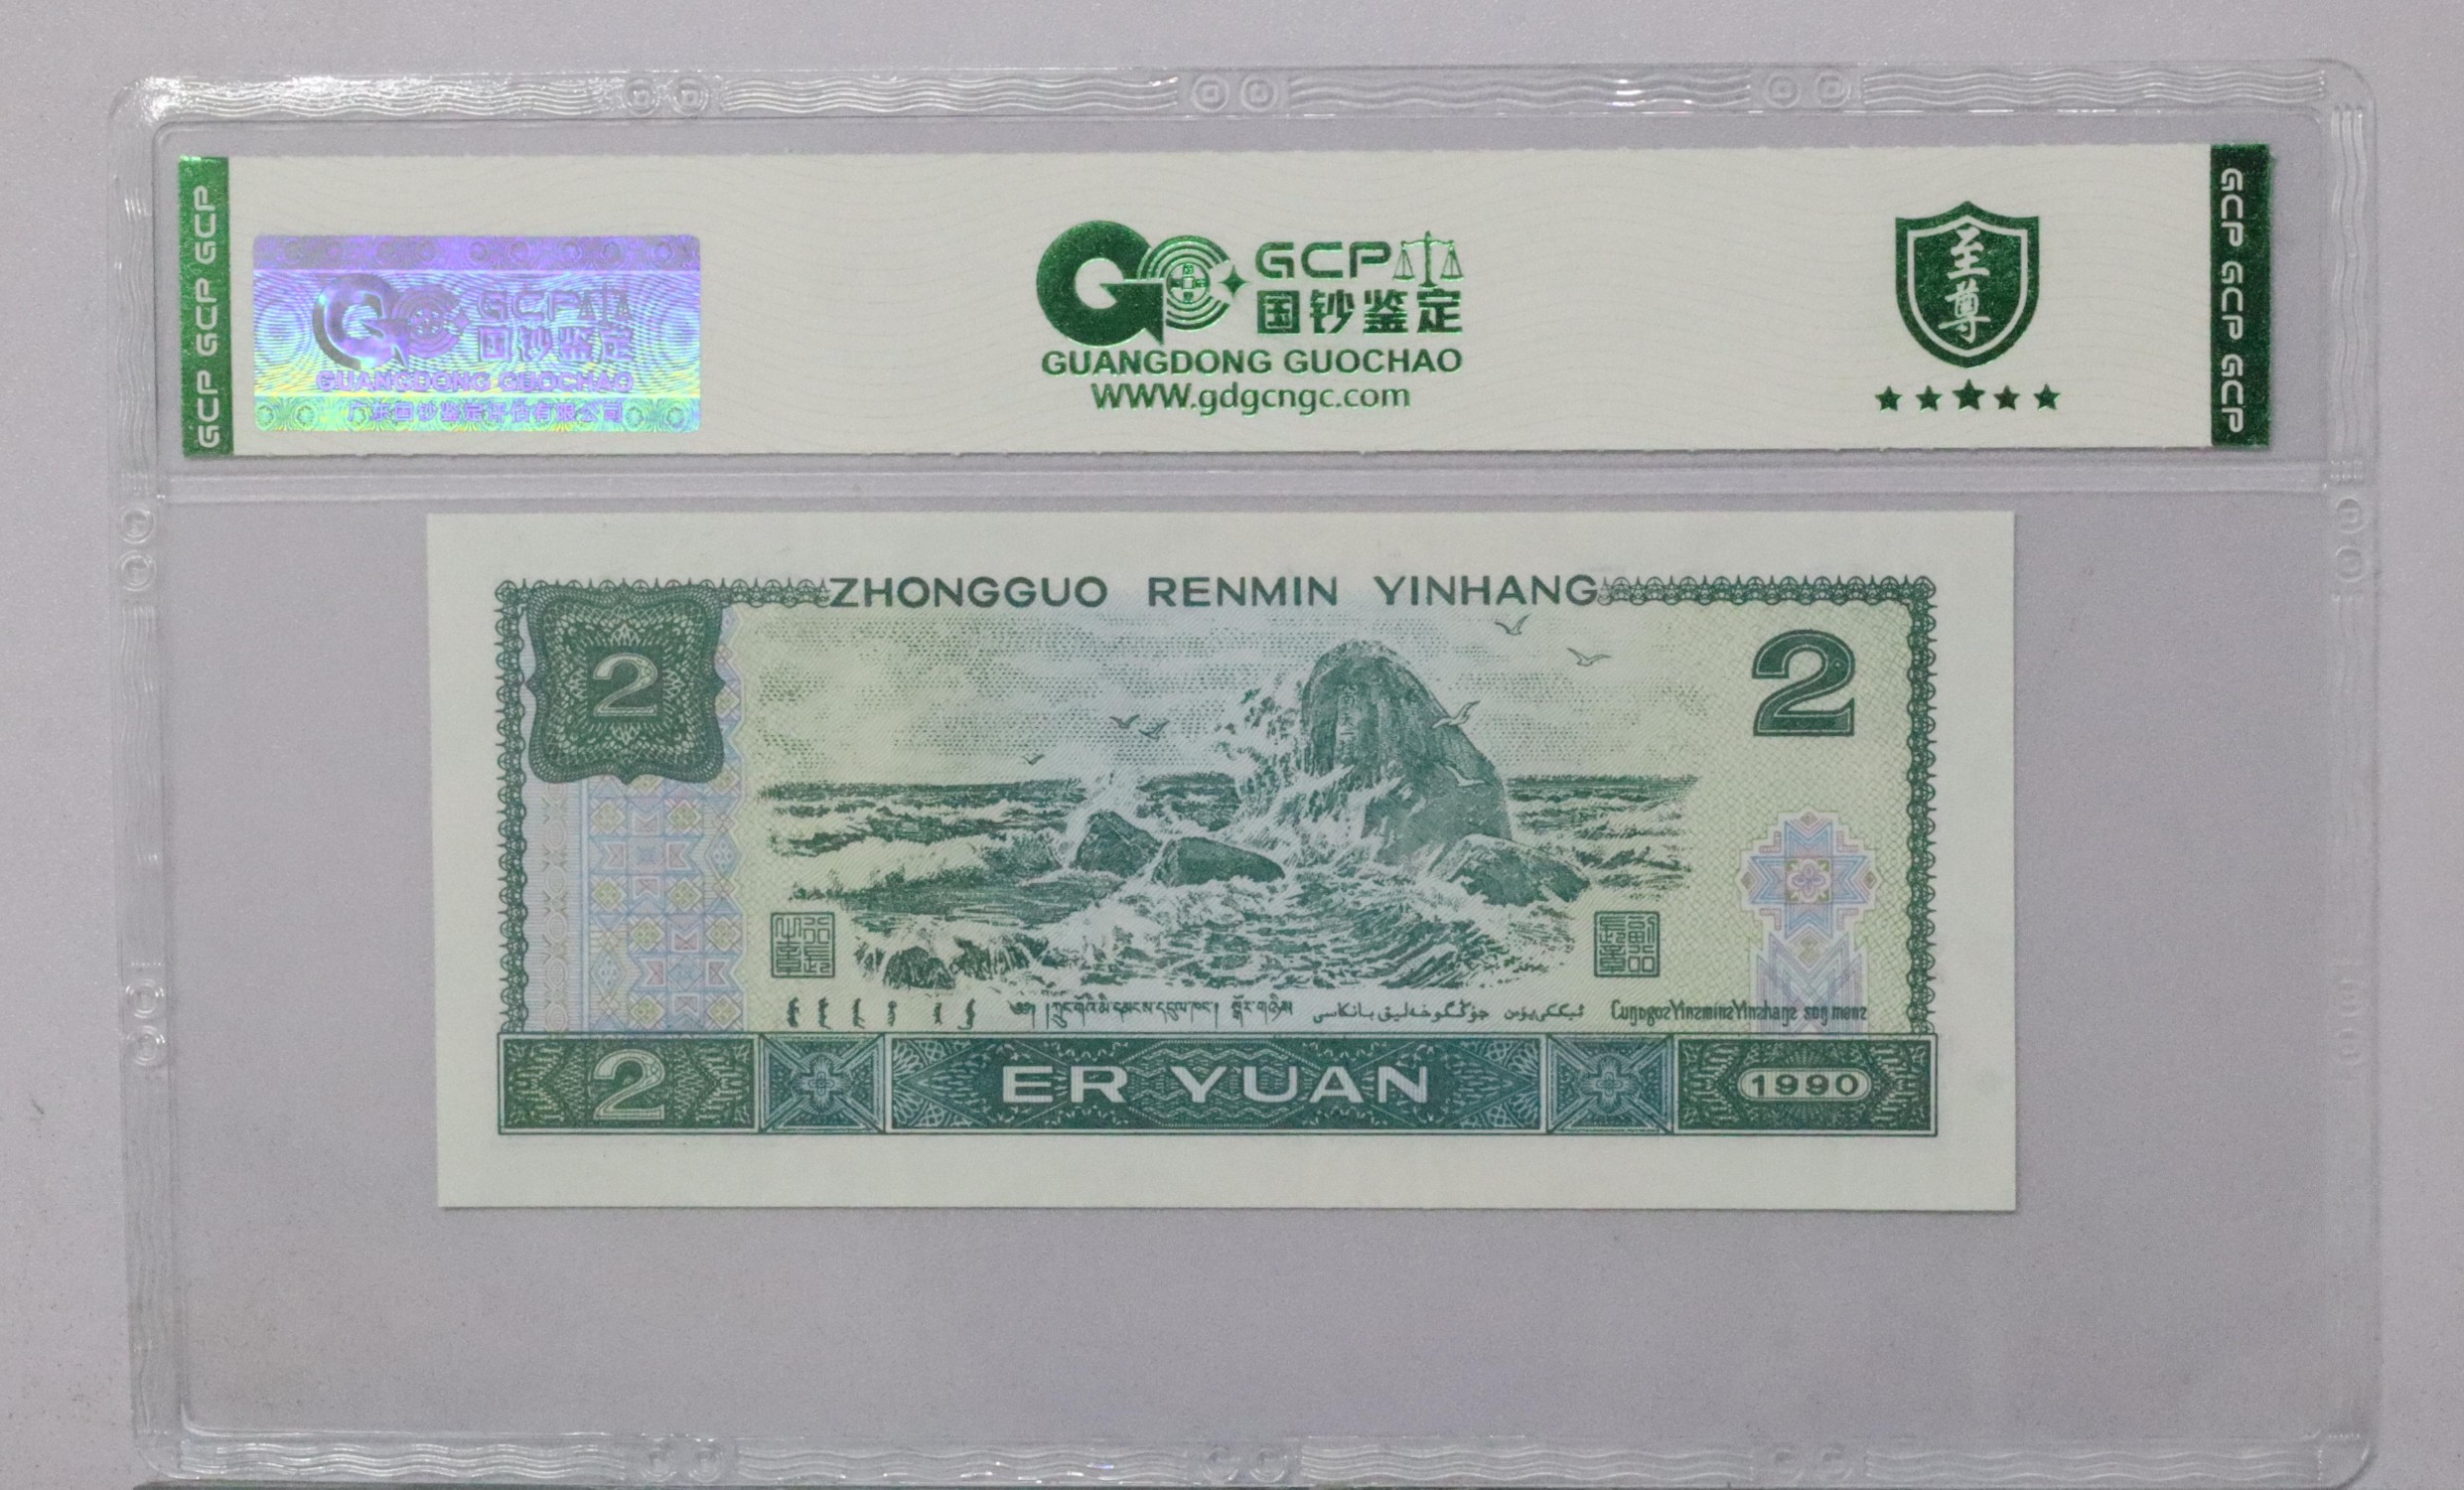 GCP GCP GCP
GCP
国钞鉴定
GUANGDONG GUOCHAO
广东国钞鉴定评估有限公司
GCP
国钞鉴定
GUANGDONG GUOCHAO
WWW.gdgcngc.com
至尊
GCP GCP GCP
ZHONGGUO RENMIN YINHANG
2
2
2
ER YUAN
1990